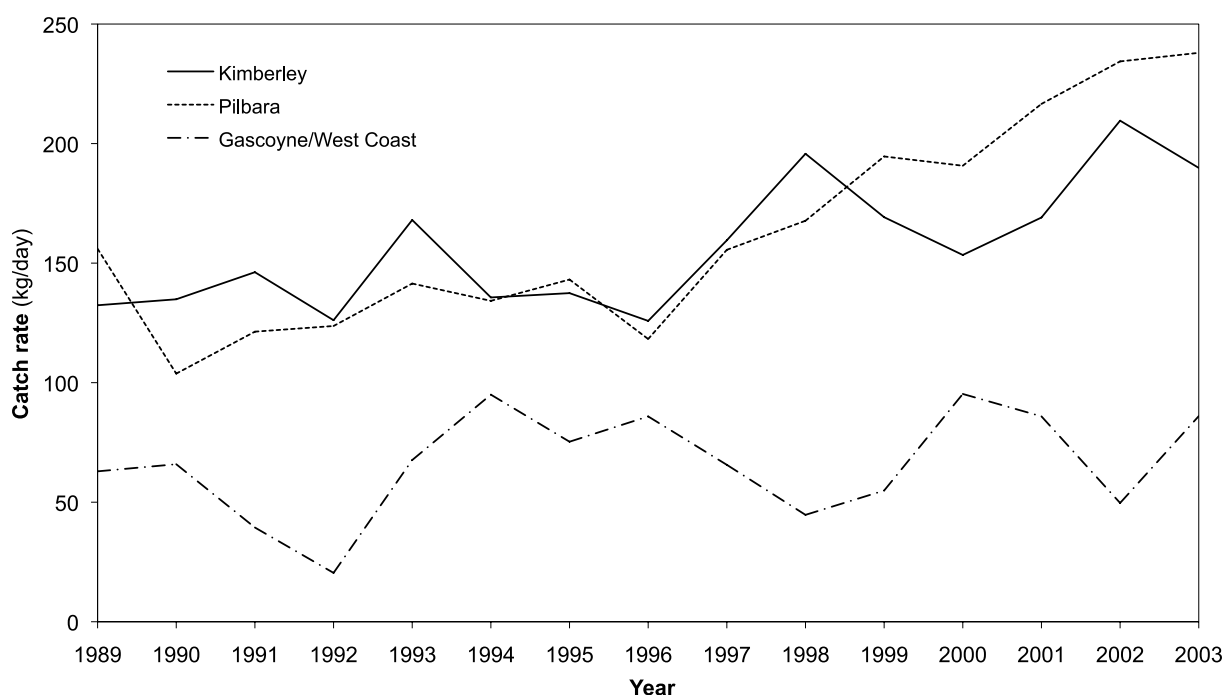 250
200
150
100
50
0
Catch rate (kg/day)
Kimberley
Pilbara
Gascoyne/West Coast
1989 1990 1991 1992 1993 1994 1995 1996 1997 1998 1999 2000 2001 2002 2003
Year